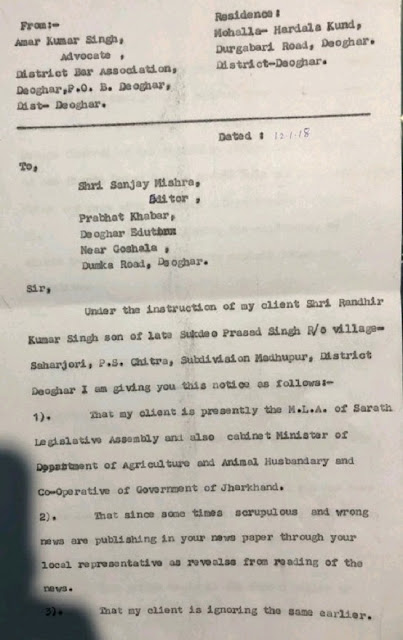 From:-
Amar Kumar Singh,
Advocate ,
District Bar Association,
Deoghar,P.O. B. Deoghar,
Dist- Deoghar.
Residence :
Mohalla- Hardala Kund,
Durgabari Road, Deoghar.
District-Deoghar.
Dated : 12.1.18
To,
Shri Sanjay Mishra,
Editor ,
Prabhat Khabar,
Deoghar
Near Goshala ,
Dumka Road, Deoghar.
Sir,
Under the instruction of my client Shri Randhir
Kumar Singh son of late Sukdeo Prasad Singh R/o village-
Saharjori, P.S. Chitra, Subdivision Madhupur, District
Deoghar I am giving you this notice as follows:-
1). That my client is presently the M.L.A. of Sarath
Legislative Assembly and also cabinet Minister of
of Agriculture and Animal Husbandary and
Co-Operative of Government of Jharkhand.
2). That since some times scrupulous and wrong
news are publishing in your news paper through your
local representative as revealse from reading of the
news.
3). That my client is ignoring the same earlier.